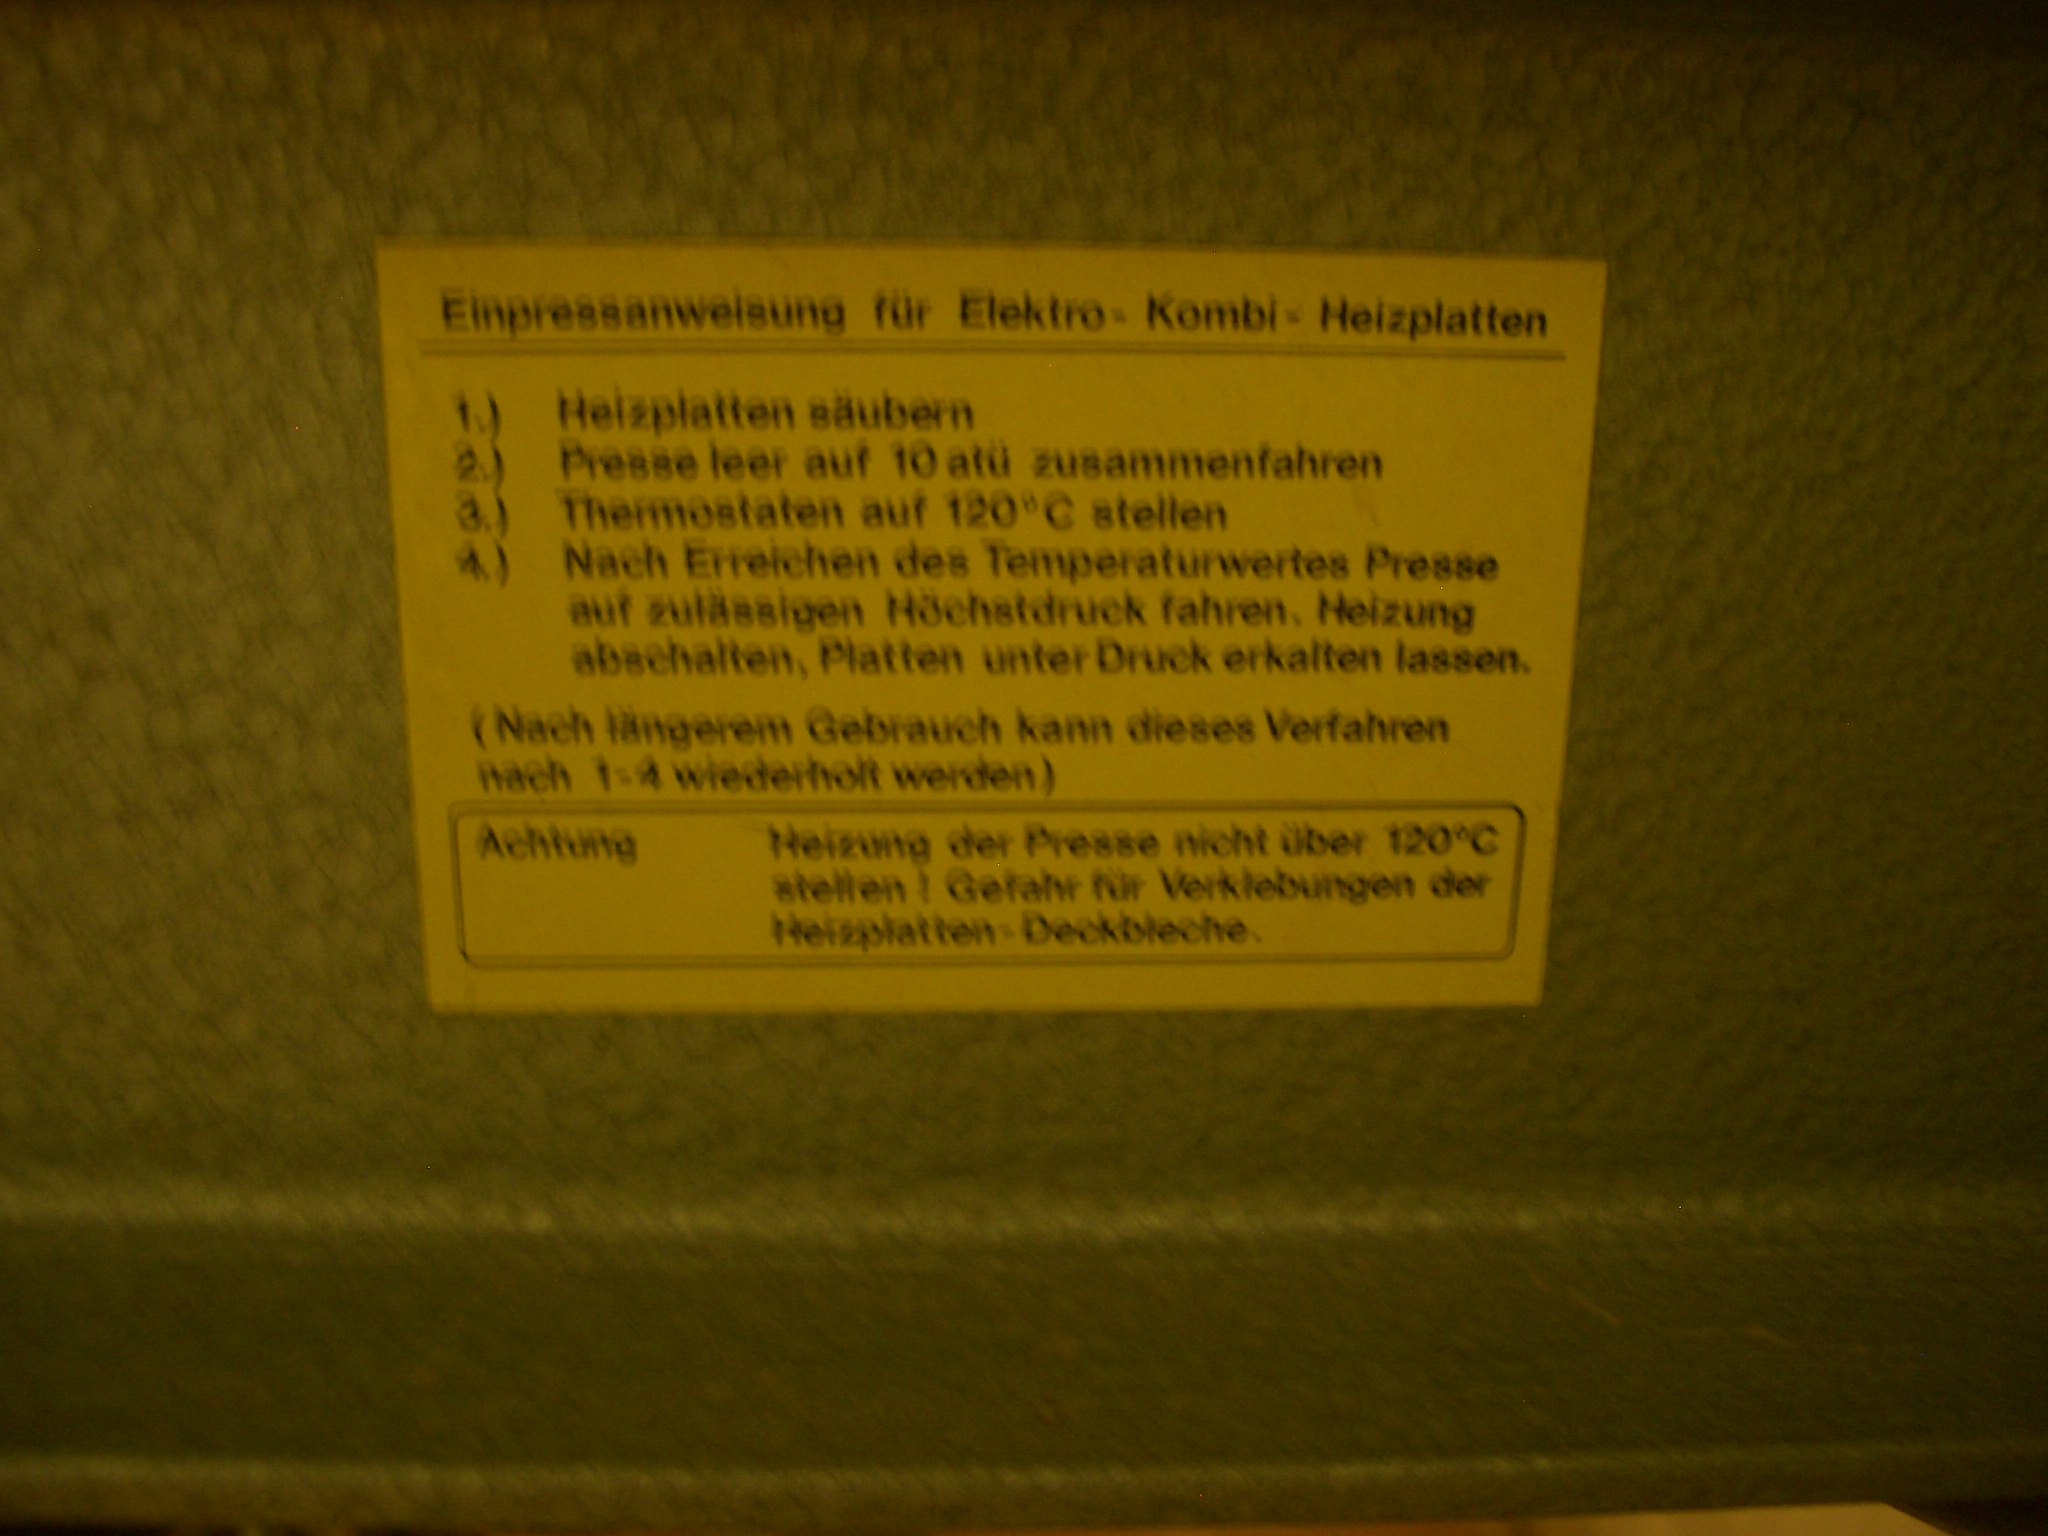 Einpressanweisung für Elektro-Kombi-Heizplatten
1.) Heizplatten säubern
2.) Presse leer auf 10 atü zusammenfahren
3.) Thermostaten auf 120°C stellen
4.) Nach Erreichen des Temperaturwertes Presse
auf zulässigen Höchstdruck fahren. Heizung
abschalten, Platten unter Druck erkalten lassen.
(Nach längerem Gebrauch kann dieses Verfahren
nach 1-4 wiederholt werden)
Achtung Heizung der Presse nicht über 120°C
stellen! Gefahr für Verklebungen der
Heizplatten-Deckbleche.